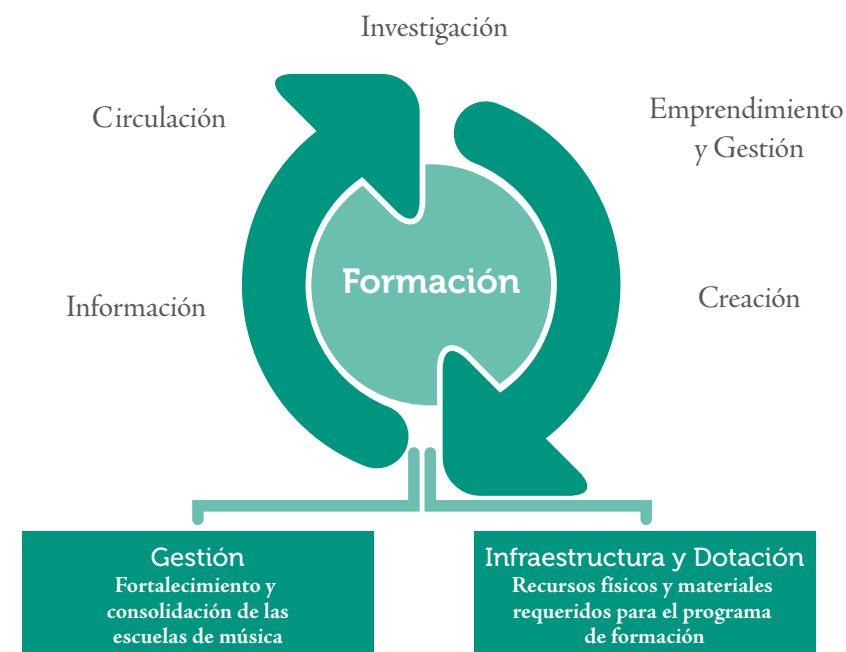 Investigación
Circulación
Emprendimiento
y Gestión
Formación
Información
Creación
Gestión
Fortalecimiento y
consolidación de las
escuelas de música
Infraestructura y Dotación
Recursos físicos y materiales
requeridos para el programa
de formación